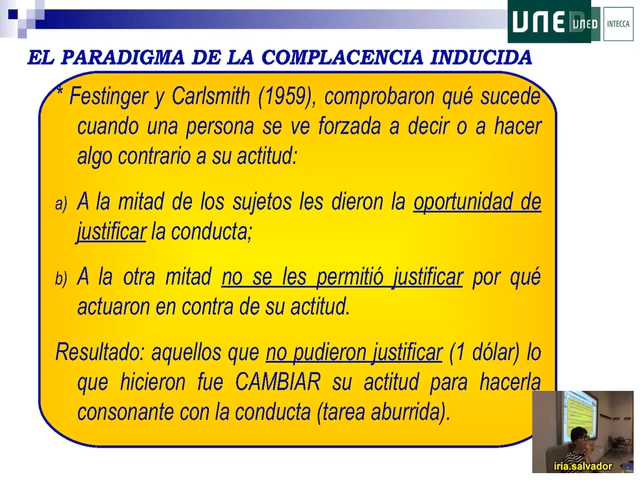 UNED
UNED
INTECCA
EL PARADIGMA DE LA COMPLACENCIA INDUCIDA
* Festinger y Carlsmith (1959), comprobaron qué sucede
cuando una persona se ve forzada a decir o a hacer
algo contrario a su actitud:
a) A la mitad de los sujetos les dieron la oportunidad de
justificar la conducta;
b) A la otra mitad no se les permitió justificar por qué
actuaron en contra de su actitud.
Resultado: aquellos que no pudieron justificar (1 dólar) lo
que hicieron fue CAMBIAR su actitud para hacerla
consonante con la conducta (tarea aburrida).
iria.salvador